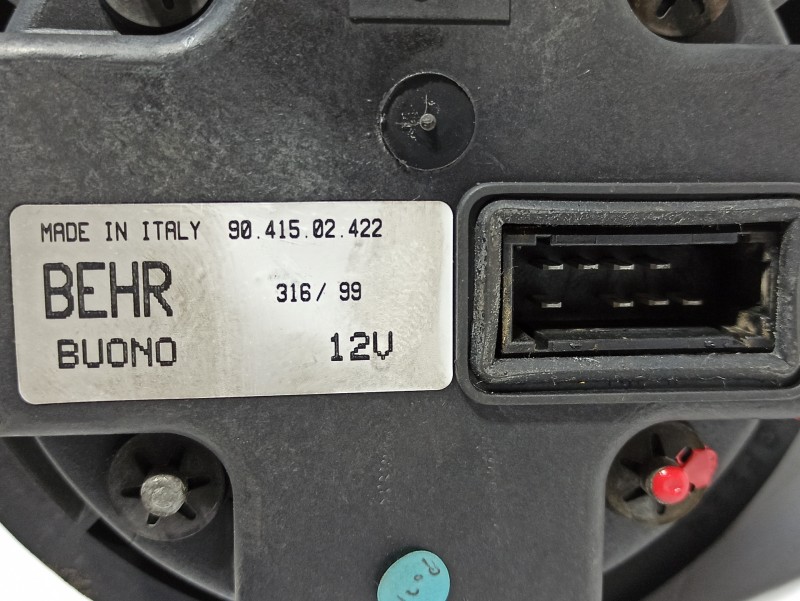 MADE IN ITALY 90.415.02.422
BEHR 316/ 99
BUONO 12V